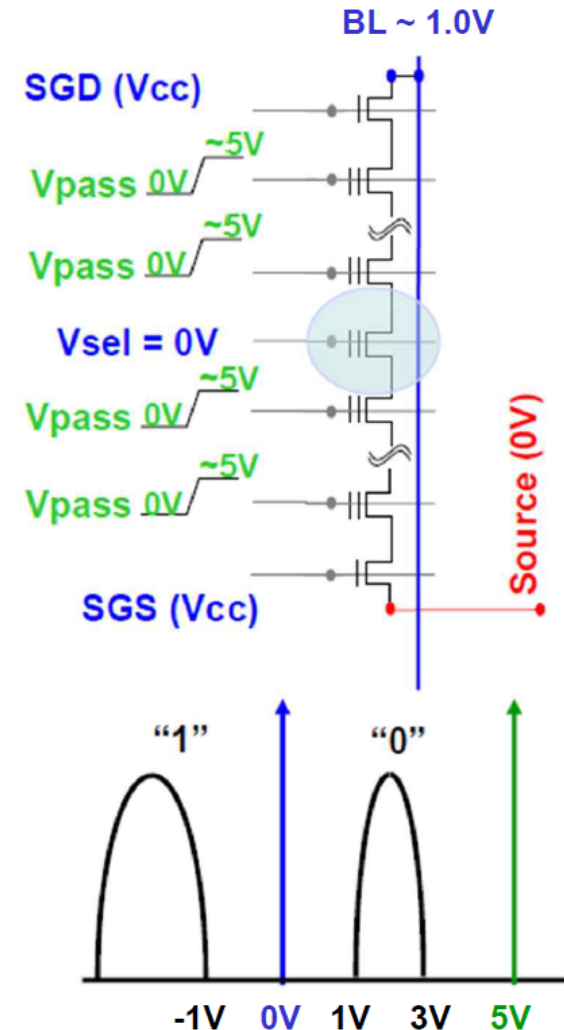 BL ~ 1.0V
SGD (Vcc)
~5V
Vpass 0V
~5V
Vpass 0V
Vsel = 0V
~5V
Vpass 0V
~5V
Vpass 0V
SGS (Vcc)
Source (0V)
“1”
“0”
-1V 0V 1V 3V 5V